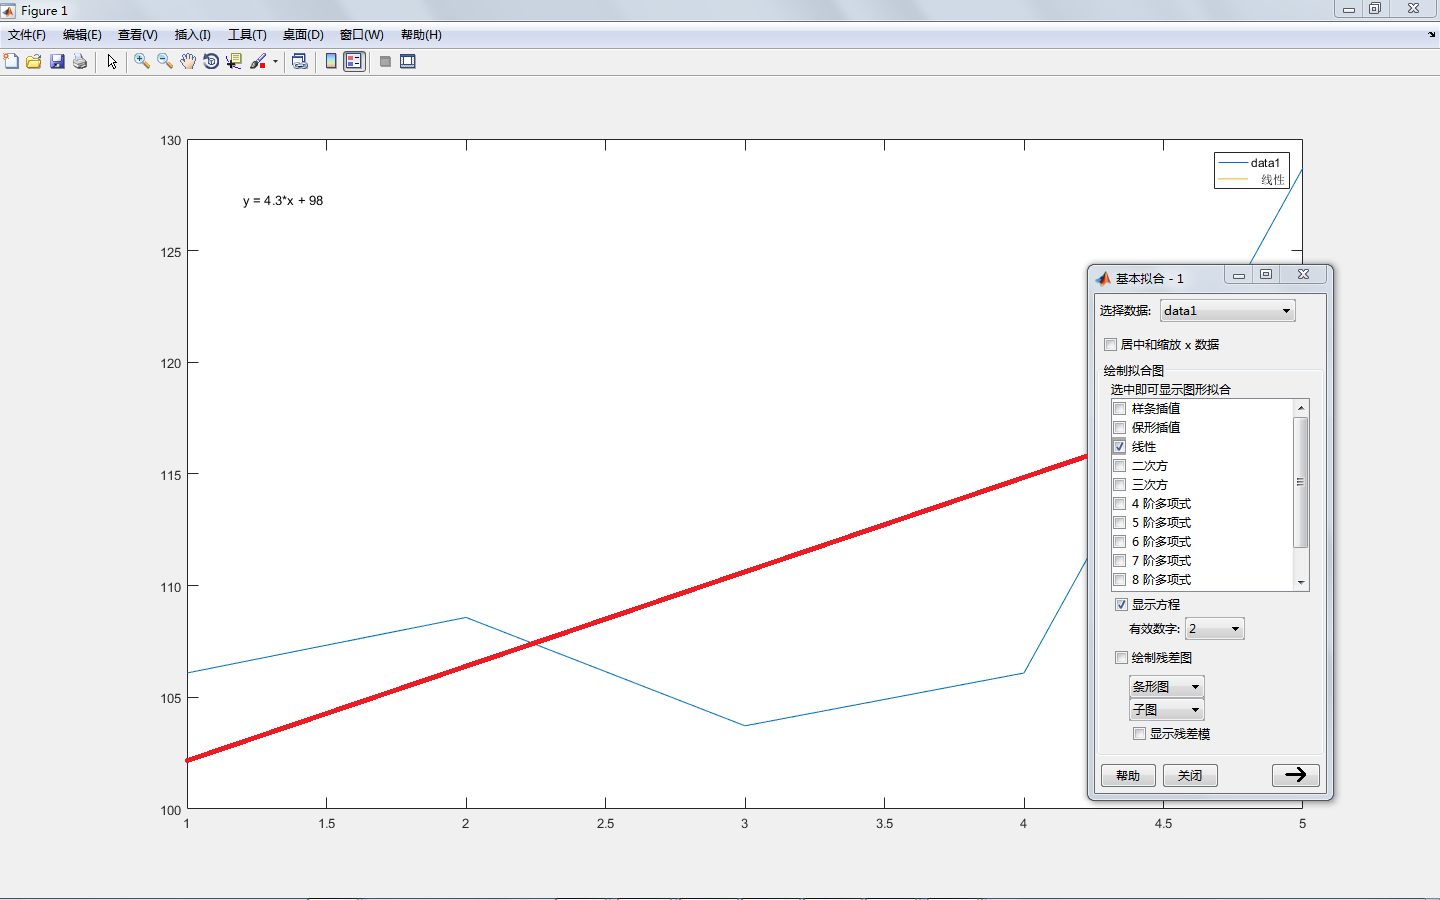 Figure 1
文件(F) 编辑(E) 查看(V) 插入(I) 工具(T) 桌面(D) 窗口(W) 帮助(H)
130
125
120
115
110
105
100
1 1.5 2 2.5 3 3.5 4 4.5 5
y = 4.3*x + 98
data1
线性
基本拟合 - 1
选择数据: data1
居中和缩放 x 数据
绘制拟合图
选中即可显示图形拟合
样条插值
保形插值
线性
二次方
三次方
4 阶多项式
5 阶多项式
6 阶多项式
7 阶多项式
8 阶多项式
显示方程
有效数字: 2
绘制残差图
条形图
子图
显示残差模
帮助 关闭